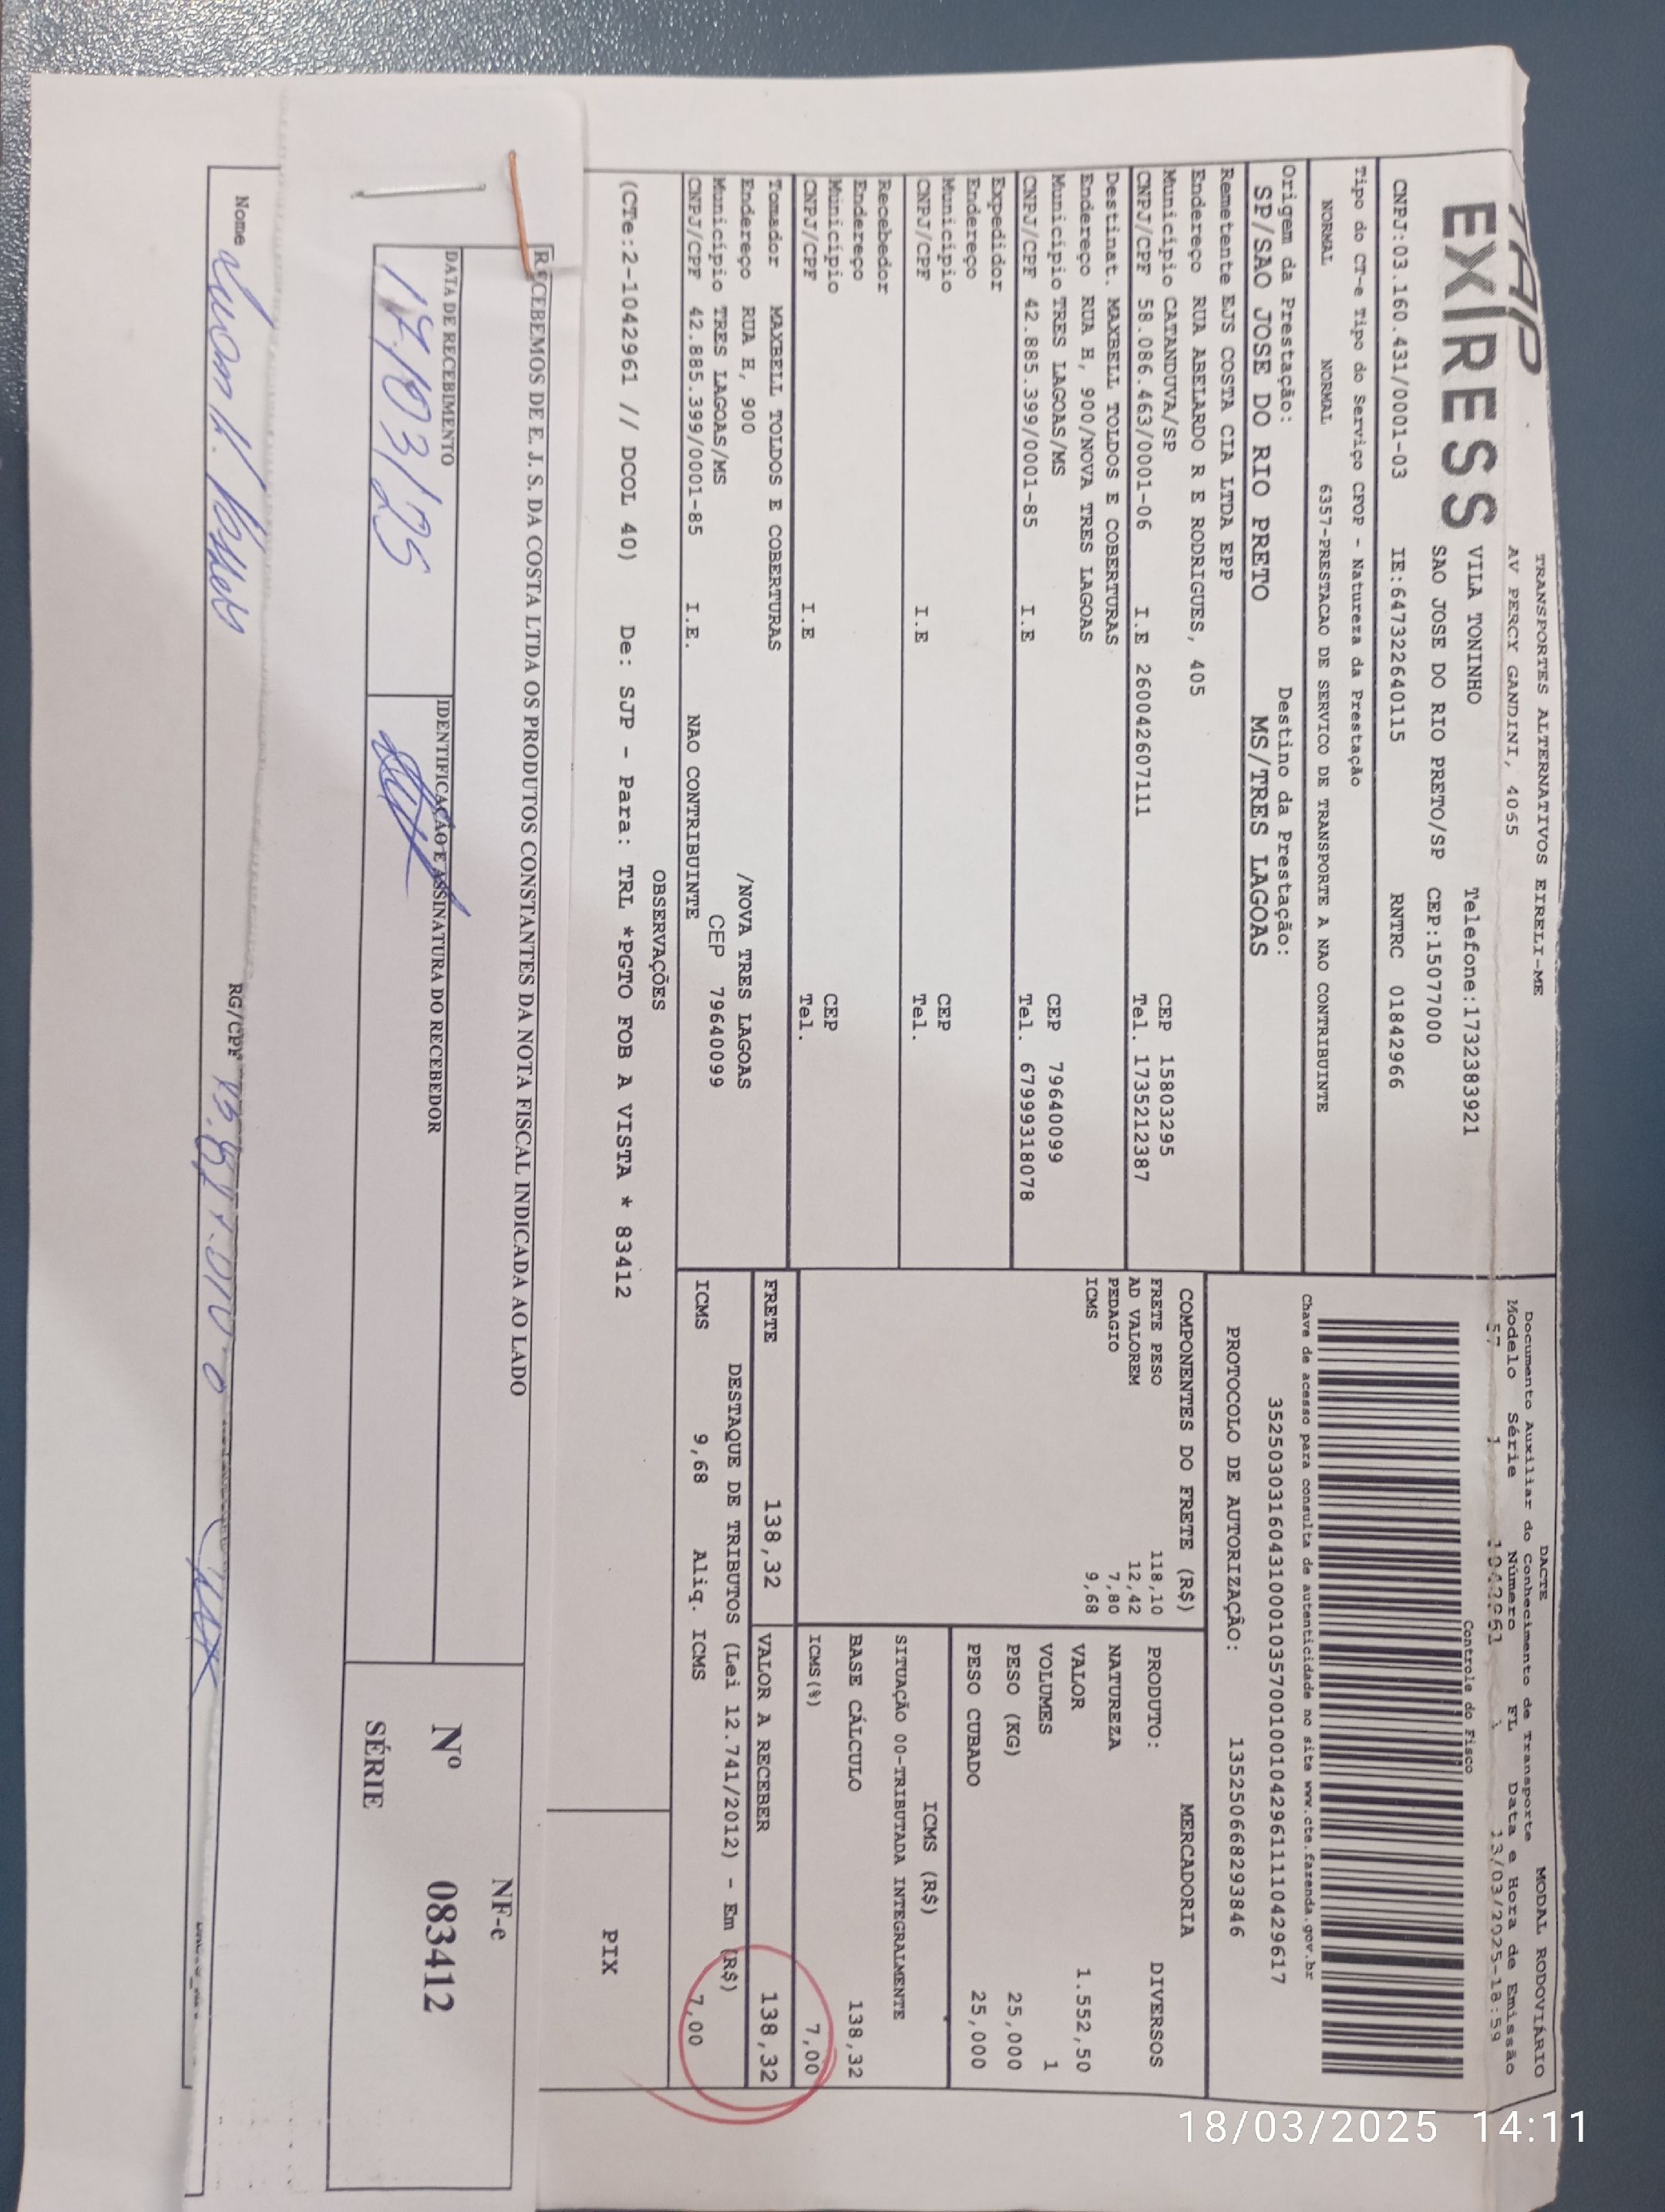 TAP
EXPRESS
TRANSPORTES ALTERNATIVOS EIRELI-ME
AV PERCY GANDINI, 4065
VILA TONINHO Telefone:1732383921
SAO JOSE DO RIO PRETO/SP CEP:15077000
CNPJ:03.160.431/0001-03 IE:647322640115 RNTRC 01842966
Tipo do CT-e Tipo do Serviço CFOP - Natureza da Prestação
NORMAL NORMAL 6357-PRESTACAO DE SERVICO DE TRANSPORTE A NAO CONTRIBUINTE
Origem da Prestação: Destino da Prestação:
SP/SAO JOSE DO RIO PRETO MS/TRES LAGOAS
Remetente EJS COSTA CIA LTDA EPP
Endereço RUA ABELARDO R E RODRIGUES, 405
Município CATANDUVA/SP CEP 15803295
CNPJ/CPF 58.086.463/0001-06 I.E 260042607111 Tel. 1735212387
Destinat. MAXBELL TOLDOS E COBERTURAS
Endereço RUA H, 900/NOVA TRES LAGOAS
Município TRES LAGOAS/MS CEP 79640099
CNPJ/CPF 42.885.399/0001-85 I.E Tel. 67999318078
Expedidor
Endereço
Município CEP
CNPJ/CPF I.E Tel.
Recebedor
Endereço
Município CEP
CNPJ/CPF I.E Tel.
Tomador MAXBELL TOLDOS E COBERTURAS
Endereço RUA H, 900 /NOVA TRES LAGOAS
Município TRES LAGOAS/MS CEP 79640099
CNPJ/CPF 42.885.399/0001-85 I.E. NAO CONTRIBUINTE
OBSERVAÇÕES
(CTe:2-1042961 // DCOL 40) De: SJP - Para: TRL *PGTO FOB A VISTA * 83412
DACTE MODAL RODOVIÁRIO
Documento Auxiliar do Conhecimento de Transporte
Modelo Série Número FL Data e Hora de Emissão
57 1 1042961 1 13/03/2025-18:59
Controle do Fisco
Chave de acesso para consulta de autenticidade no site www.cte.fazenda.gov.br
35250303160431000103570010010429611110429617
PROTOCOLO DE AUTORIZAÇÃO: 135250668293846
COMPONENTES DO FRETE (R$)
FRETE PESO 118,10
AD VALOREM 12,42
PEDAGIO 7,80
ICMS 9,68
MERCADORIA
PRODUTO: DIVERSOS
NATUREZA
VALOR 1.552,50
VOLUMES 1
PESO (KG) 25,000
PESO CUBADO 25,000
ICMS (R$)
SITUAÇÃO 00-TRIBUTADA INTEGRALMENTE
BASE CÁLCULO 138,32
ICMS(%) 7,00
FRETE 138,32 VALOR A RECEBER 138,32
DESTAQUE DE TRIBUTOS (Lei 12.741/2012) - Em (R$)
ICMS 9,68 Aliq. ICMS 7,00
PIX
RECEBEMOS DE E. J. S. DA COSTA LTDA OS PRODUTOS CONSTANTES DA NOTA FISCAL INDICADA AO LADO
DATA DE RECEBIMENTO IDENTIFICAÇÃO E ASSINATURA DO RECEBEDOR
17/03/25
NF-e
Nº 083412
SÉRIE
Nome RG/CPF
18/03/2025 14:11